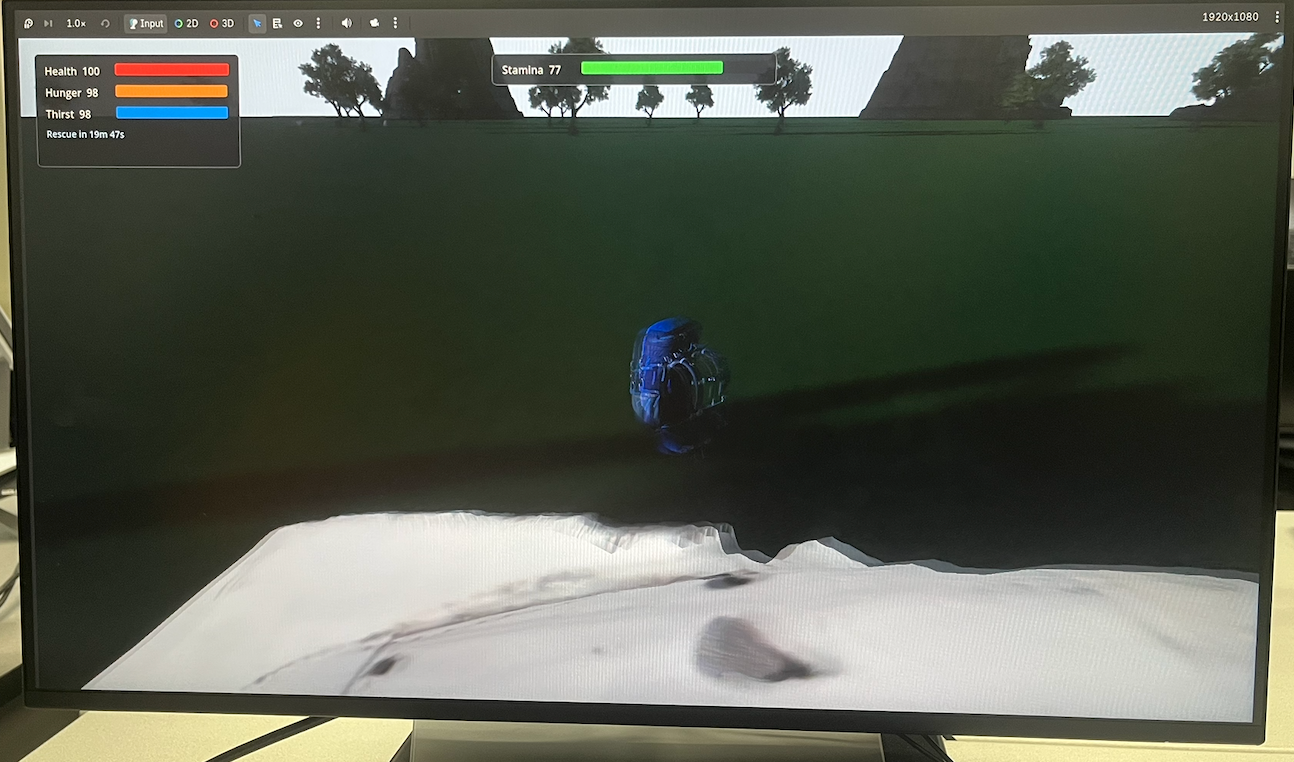 1.0×
Input
2D
3D
1920x1080
Health 100
Hunger 98
Thirst 98
Rescue in 19m 47s
Stamina 77